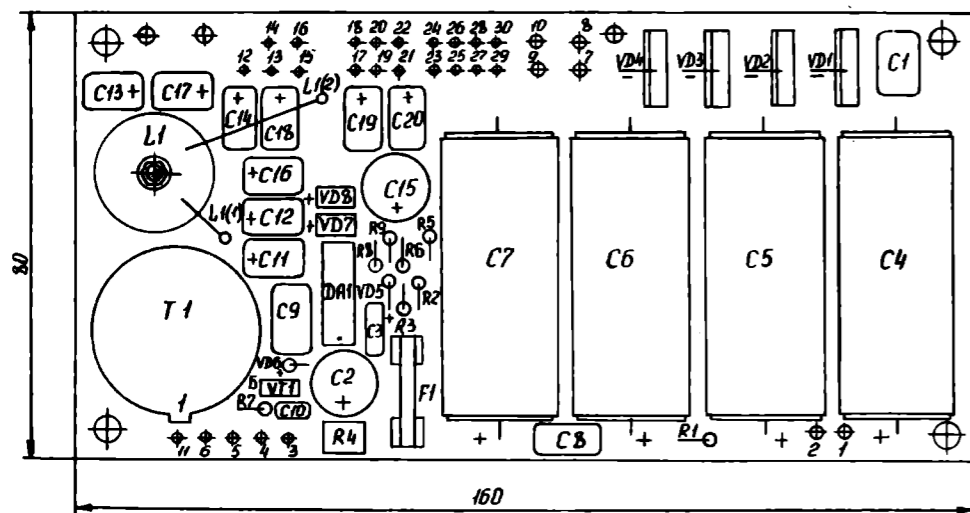 14 16 18 20 22 24 26 28 30 10 8
12 13 15 17 19 21 23 25 27 29 9 7
VD4 VD3 VD2 VD1 C1
C13+ C17+
L1(2)
+ + + +
C14 C18 C19 C20
L1
+C16
VD8
+
C15
+
L1(1)
+C12
+
VD7
R9 R5
+C11
R8 R6
C7 C6 C5 C4
80
DA1
VD5
R2
T1
C9
C3
+
R3
VD6
+
Б
VT1
C2
+
F1
1
R7
C10
R4
C8
+ + R1 + +
11 6 5 4 3 2 1
160